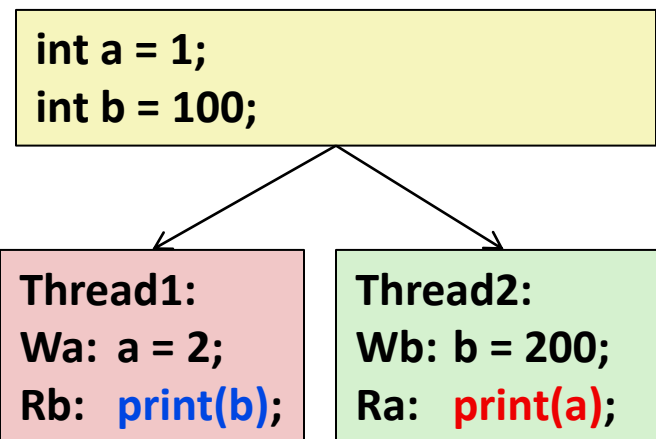 int a = 1;
int b = 100;
Thread1:
Wa: a = 2;
Rb: print(b);
Thread2:
Wb: b = 200;
Ra: print(a);